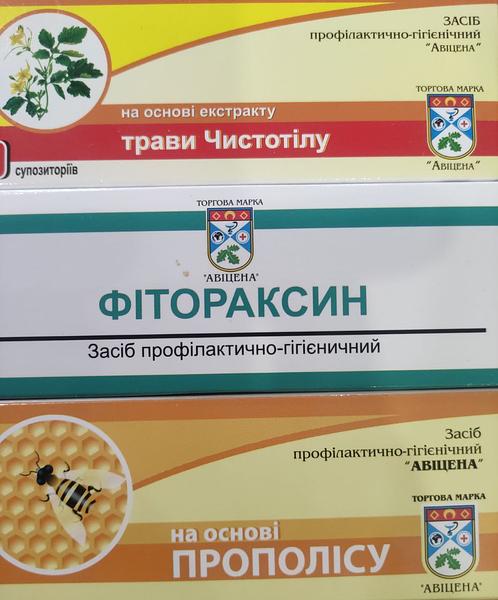 ЗАСІБ
профілактично-гігієнічний
"АВІЦЕНА"
ТОРГОВА МАРКА
на основі екстракту
трави Чистотілу
супозиторіїв
"АВІЦЕНА"
ТОРГОВА МАРКА
"АВІЦЕНА"
ФІТОРАКСИН
Засіб профілактично-гігієничний
Засіб
профілактично-гігієнічний
"АВІЦЕНА"
ТОРГОВА МАРКА
на основі
ПРОПОЛІСУ
"АВІЦЕНА"